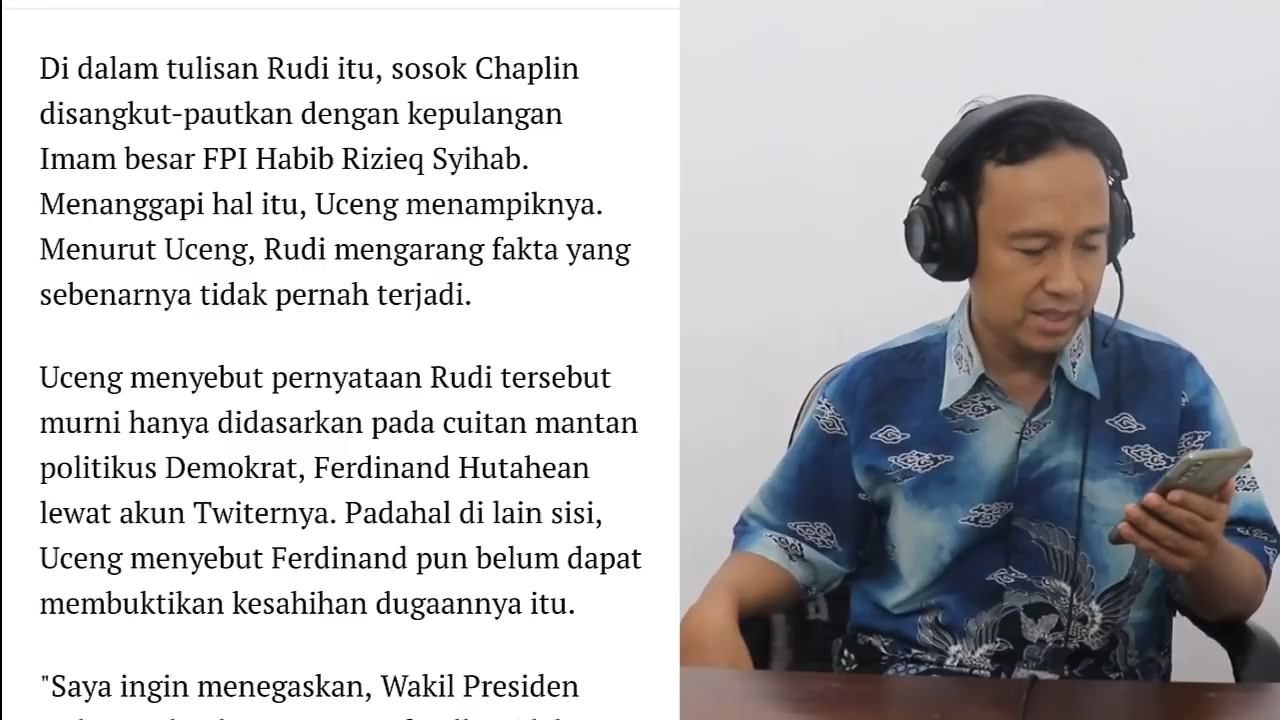 Di dalam tulisan Rudi itu, sosok Chaplin
disangkut-pautkan dengan kepulangan
Imam besar FPI Habib Rizieq Syihab.
Menanggapi hal itu, Uceng menampiknya.
Menurut Uceng, Rudi mengarang fakta yang
sebenarnya tidak pernah terjadi.
Uceng menyebut pernyataan Rudi tersebut
murni hanya didasarkan pada cuitan mantan
politikus Demokrat, Ferdinand Hutahean
lewat akun Twiternya. Padahal di lain sisi,
Uceng menyebut Ferdinand pun belum dapat
membuktikan kesahihan dugaannya itu.
"Saya ingin menegaskan, Wakil Presiden